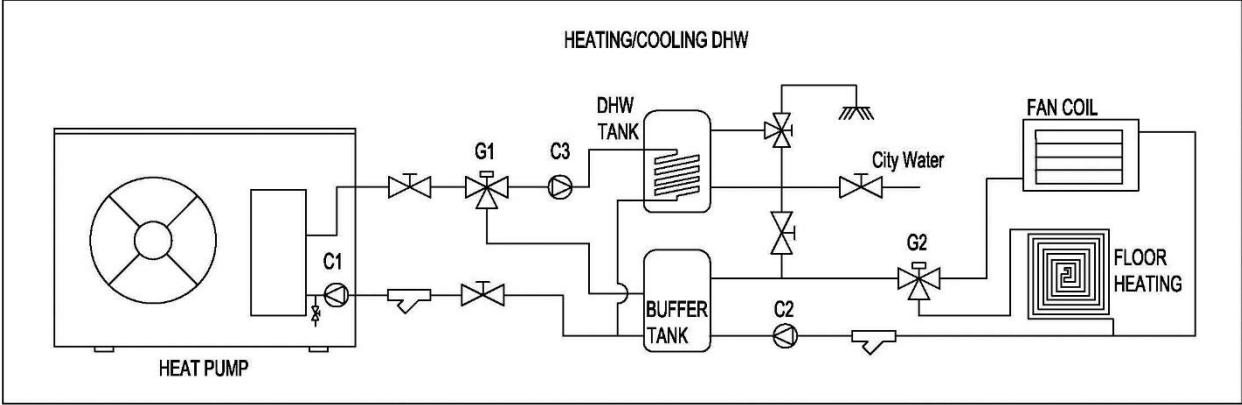 HEATING/COOLING DHW
DHW
TANK
FAN COIL
G1
C3
City Water
C1
G2
FLOOR
HEATING
BUFFER
TANK
C2
HEAT PUMP